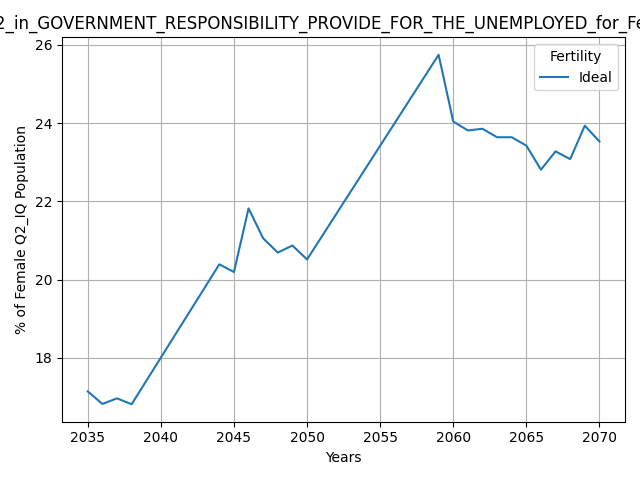 2_in_GOVERNMENT_RESPONSIBILITY_PROVIDE_FOR_THE_UNEMPLOYED_for_Fe
26
24
22
20
18
% of Female Q2_IQ Population
Fertility
Ideal
2035 2040 2045 2050 2055 2060 2065 2070
Years